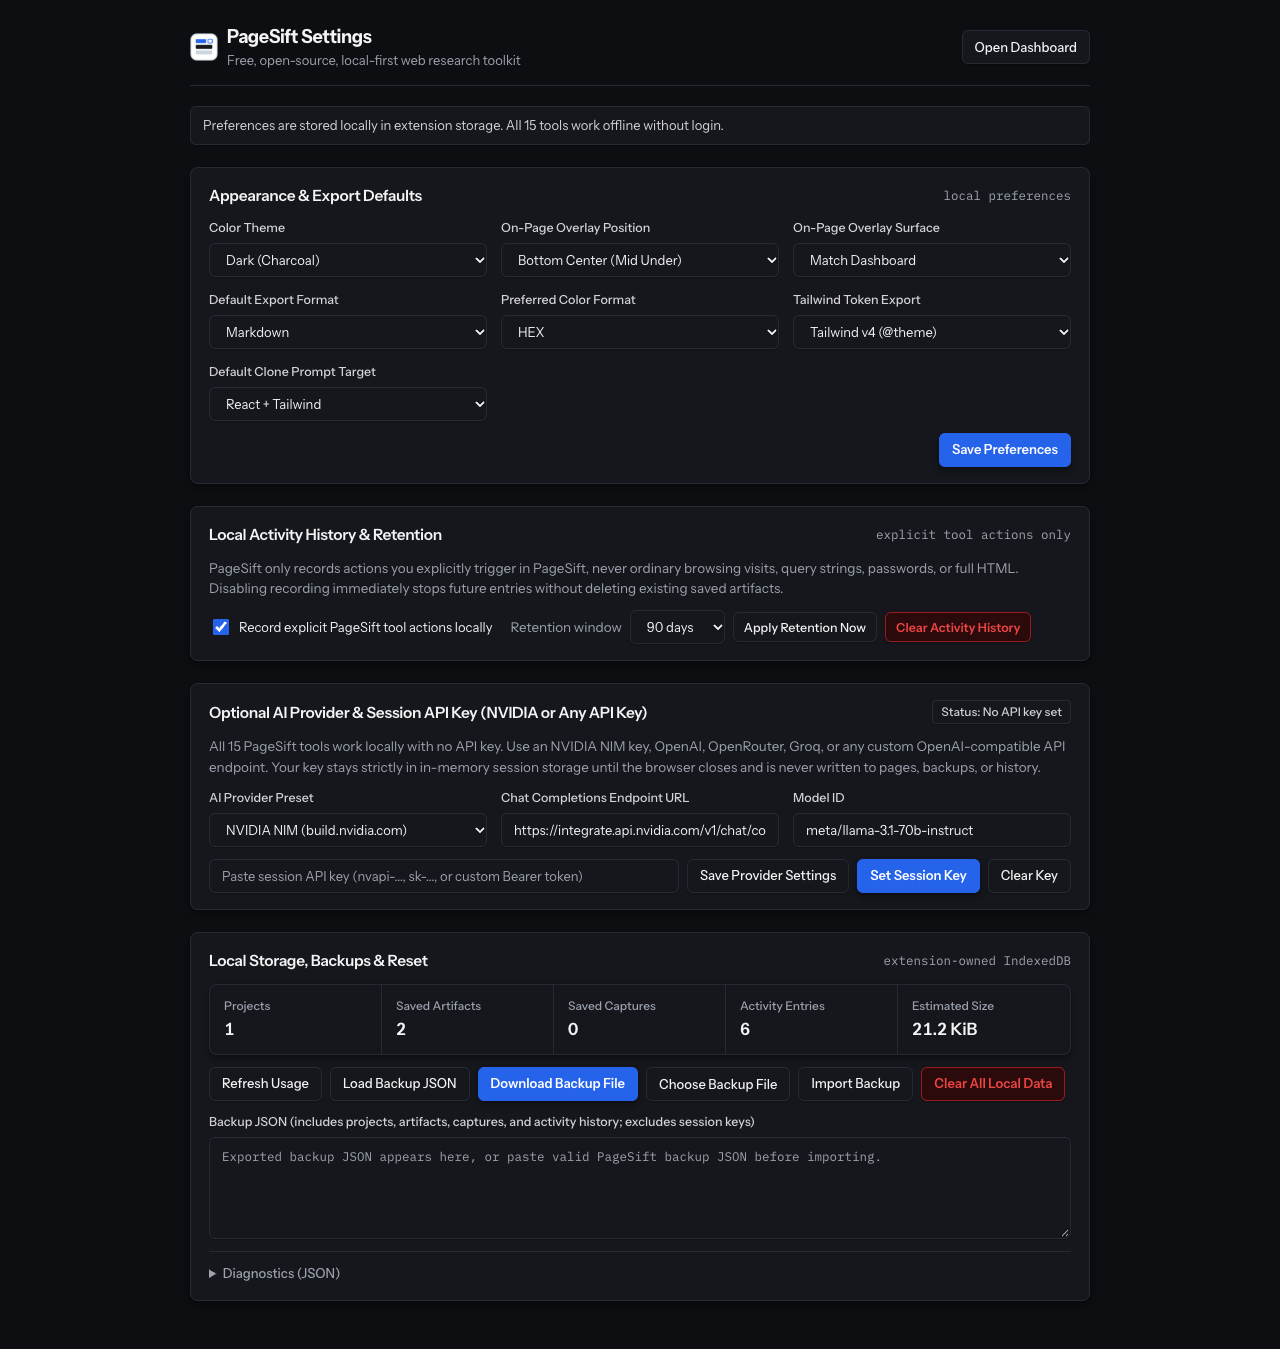 PageSift Settings
Free, open-source, local-first web research toolkit
Open Dashboard
Preferences are stored locally in extension storage. All 15 tools work offline without login.
Appearance & Export Defaults
local preferences
Color Theme
On-Page Overlay Position
On-Page Overlay Surface
Dark (Charcoal)
Bottom Center (Mid Under)
Match Dashboard
Default Export Format
Preferred Color Format
Tailwind Token Export
Markdown
HEX
Tailwind v4 (@theme)
Default Clone Prompt Target
React + Tailwind
Save Preferences
Local Activity History & Retention
explicit tool actions only
PageSift only records actions you explicitly trigger in PageSift, never ordinary browsing visits, query strings, passwords, or full HTML.
Disabling recording immediately stops future entries without deleting existing saved artifacts.
Record explicit PageSift tool actions locally
Retention window
90 days
Apply Retention Now
Clear Activity History
Optional AI Provider & Session API Key (NVIDIA or Any API Key)
Status: No API key set
All 15 PageSift tools work locally with no API key. Use an NVIDIA NIM key, OpenAI, OpenRouter, Groq, or any custom OpenAI-compatible API
endpoint. Your key stays strictly in in-memory session storage until the browser closes and is never written to pages, backups, or history.
AI Provider Preset
Chat Completions Endpoint URL
Model ID
NVIDIA NIM (build.nvidia.com)
https://integrate.api.nvidia.com/v1/chat/co
meta/llama-3.1-70b-instruct
Paste session API key (nvapi-..., sk-..., or custom Bearer token)
Save Provider Settings
Set Session Key
Clear Key
Local Storage, Backups & Reset
extension-owned IndexedDB
Projects
Saved Artifacts
Saved Captures
Activity Entries
Estimated Size
1
2
0
6
21.2 KiB
Refresh Usage
Load Backup JSON
Download Backup File
Choose Backup File
Import Backup
Clear All Local Data
Backup JSON (includes projects, artifacts, captures, and activity history; excludes session keys)
Exported backup JSON appears here, or paste valid PageSift backup JSON before importing.
Diagnostics (JSON)